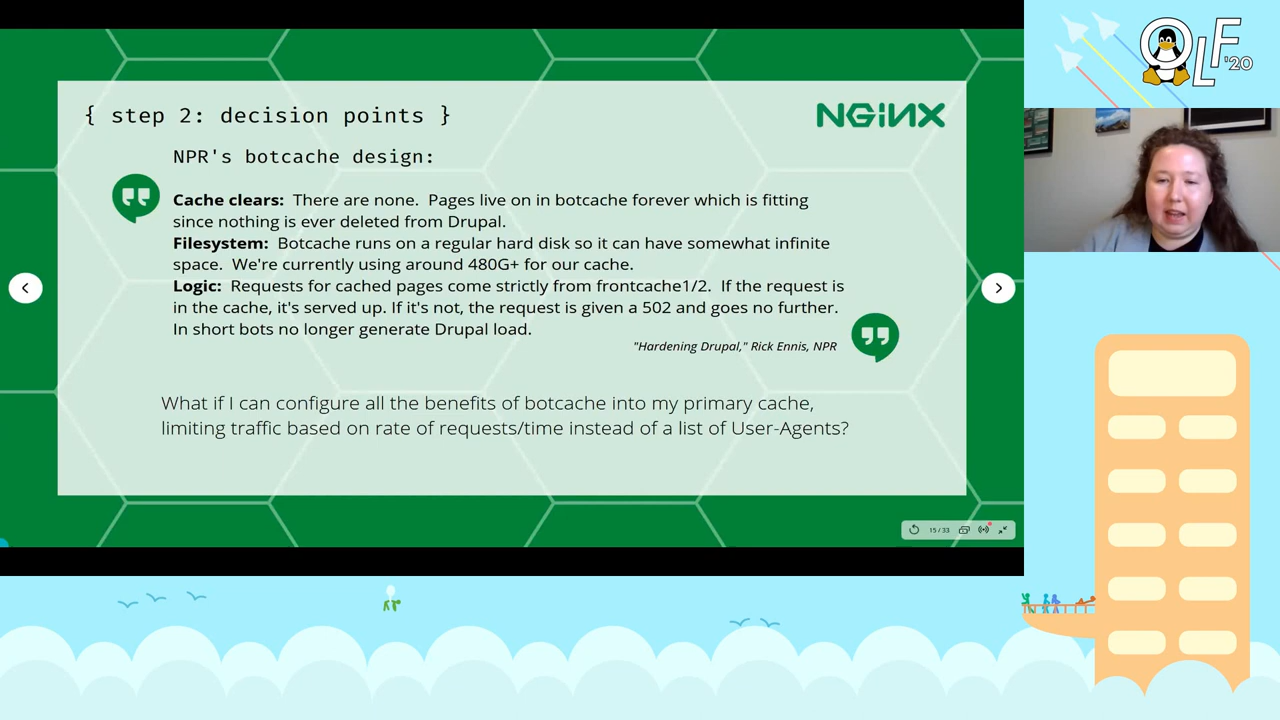 { step 2: decision points }
NGINX
NPR's botcache design:
Cache clears: There are none. Pages live on in botcache forever which is fitting
since nothing is ever deleted from Drupal.
Filesystem: Botcache runs on a regular hard disk so it can have somewhat infinite
space. We're currently using around 480G+ for our cache.
Logic: Requests for cached pages come strictly from frontcache1/2. If the request is
in the cache, it's served up. If it's not, the request is given a 502 and goes no further.
In short bots no longer generate Drupal load.
"Hardening Drupal," Rick Ennis, NPR
What if I can configure all the benefits of botcache into my primary cache,
limiting traffic based on rate of requests/time instead of a list of User-Agents?
15 / 33
OLF '20